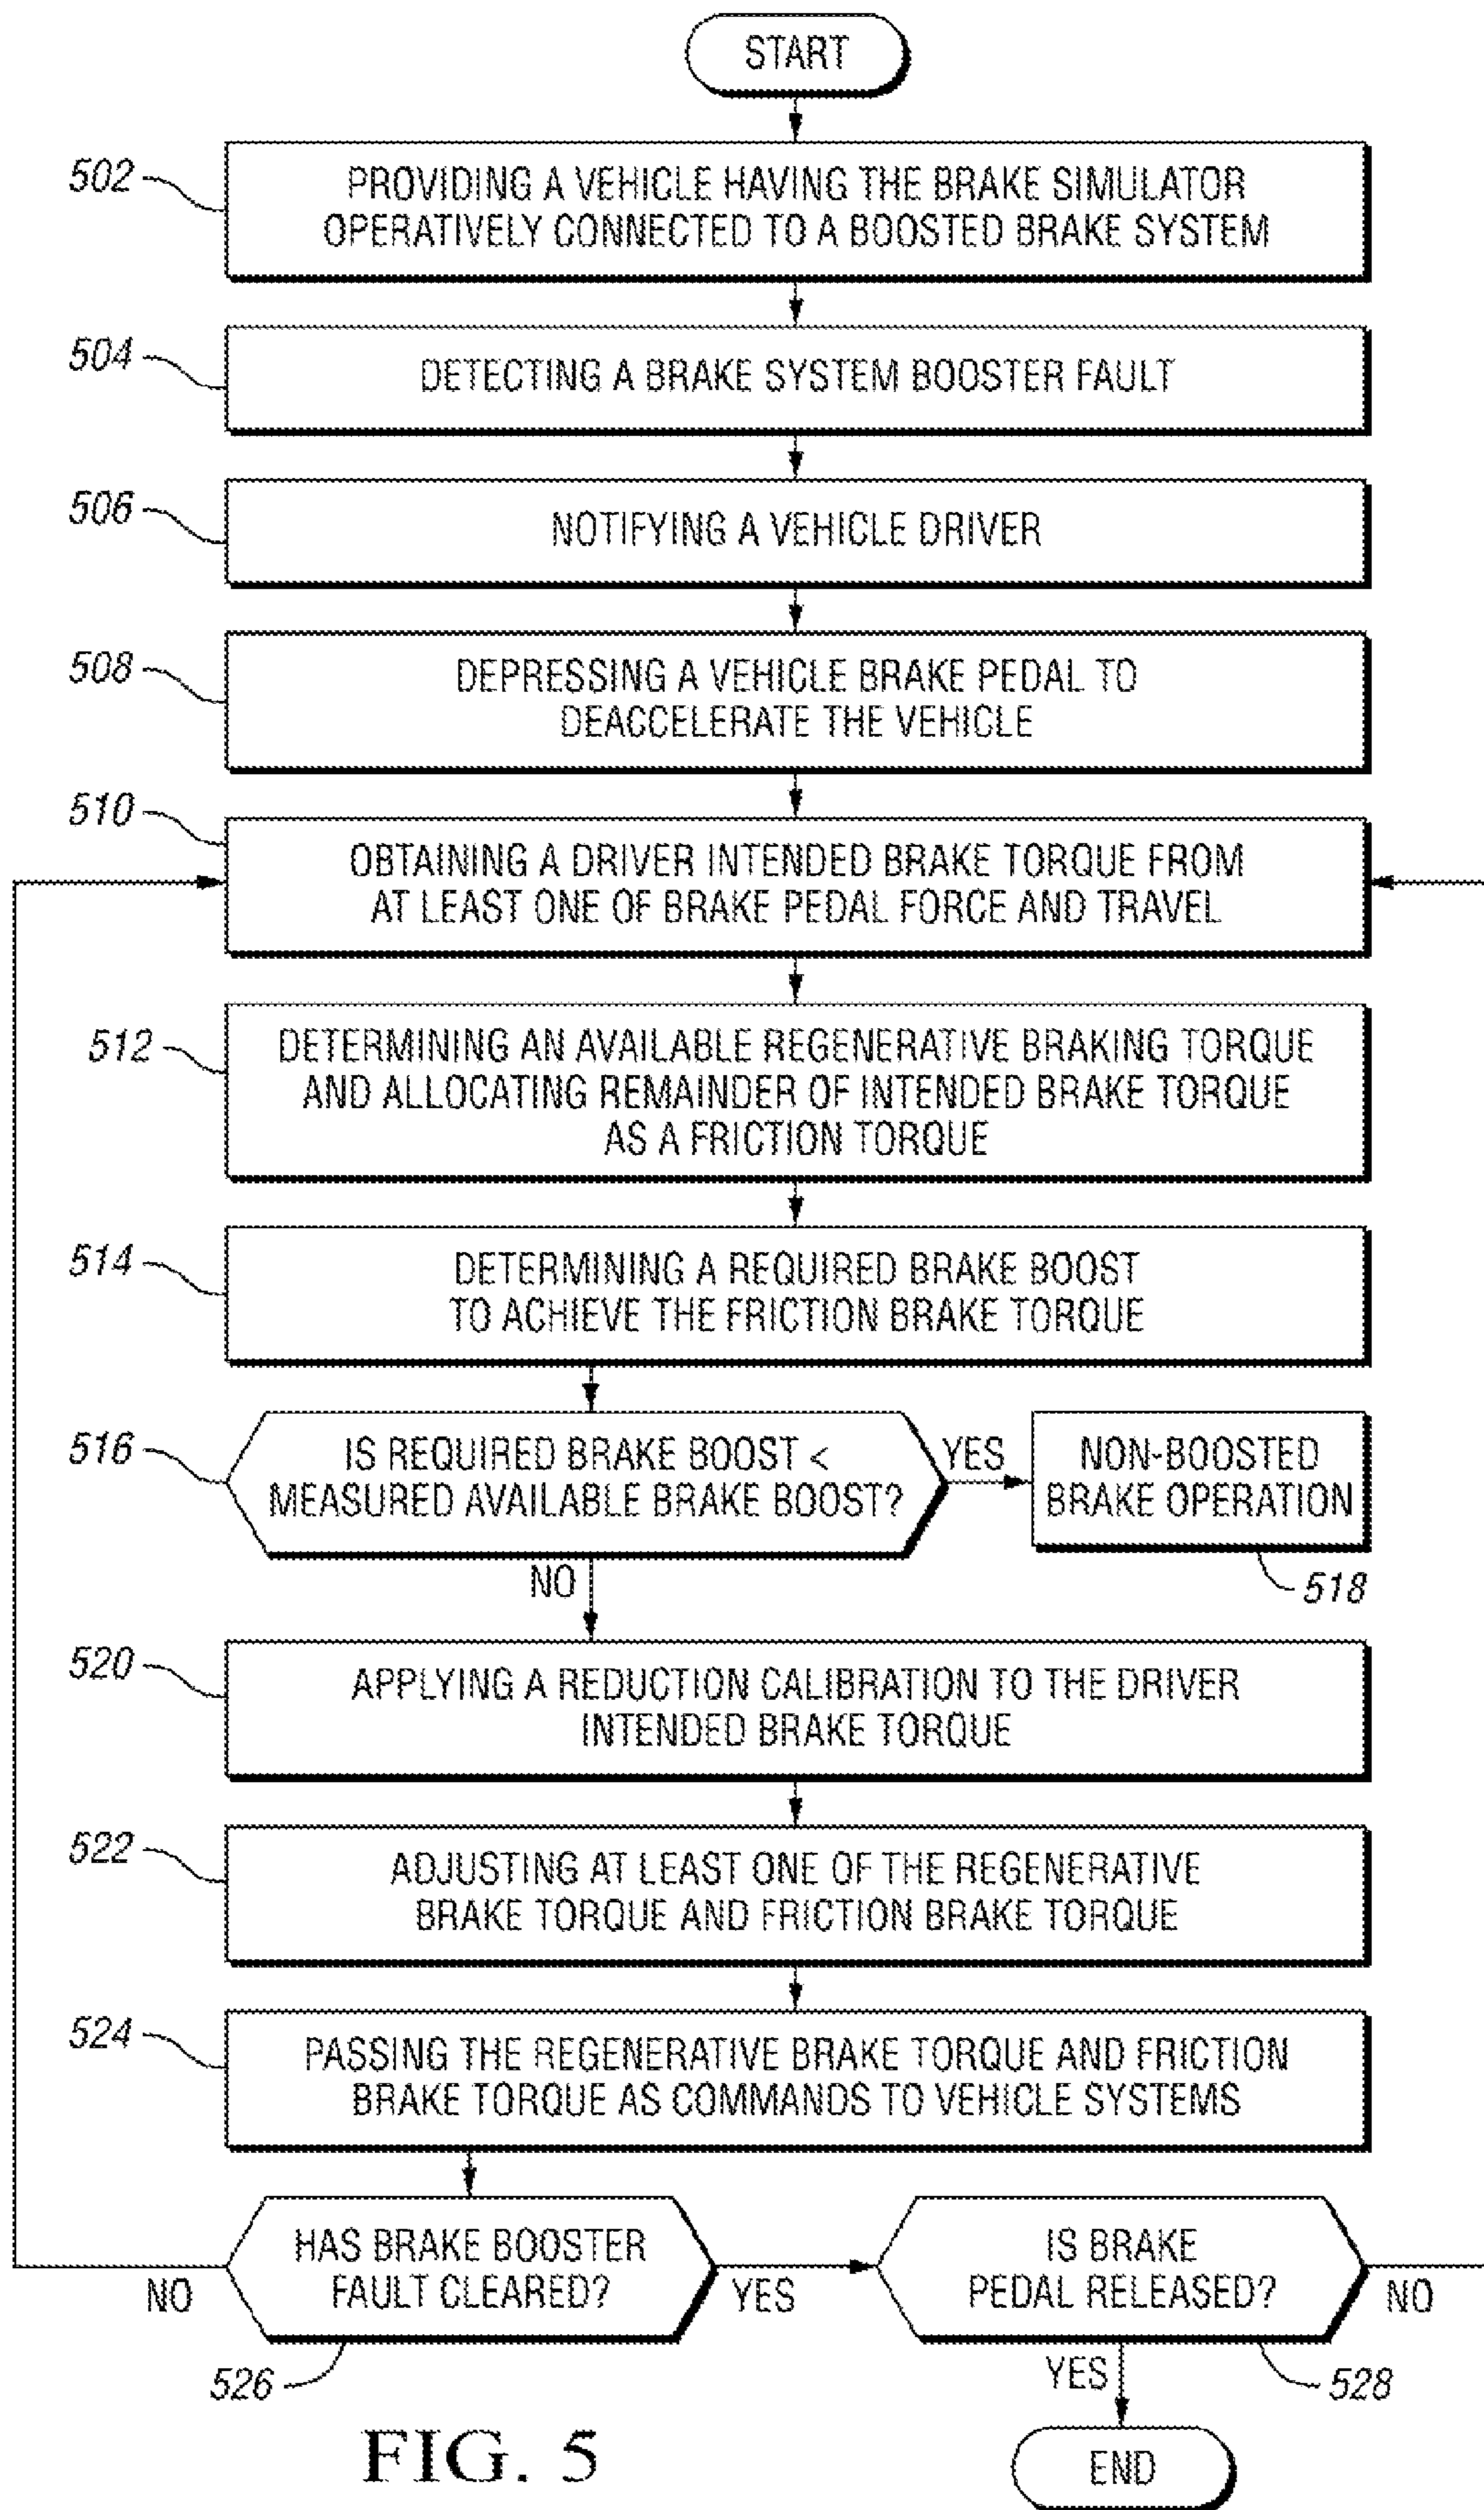 START
502
PROVIDING A VEHICLE HAVING THE BRAKE SIMULATOR
OPERATIVELY CONNECTED TO A BOOSTED BRAKE SYSTEM
504
DETECTING A BRAKE SYSTEM BOOSTER FAULT
506
NOTIFYING A VEHICLE DRIVER
508
DEPRESSING A VEHICLE BRAKE PEDAL TO
DEACCELERATE THE VEHICLE
510
OBTAINING A DRIVER INTENDED BRAKE TORQUE FROM
AT LEAST ONE OF BRAKE PEDAL FORCE AND TRAVEL
512
DETERMINING AN AVAILABLE REGENERATIVE BRAKING TORQUE
AND ALLOCATING REMAINDER OF INTENDED BRAKE TORQUE
AS A FRICTION TORQUE
514
DETERMINING A REQUIRED BRAKE BOOST
TO ACHIEVE THE FRICTION BRAKE TORQUE
516
IS REQUIRED BRAKE BOOST <
MEASURED AVAILABLE BRAKE BOOST?
YES
NON-BOOSTED
BRAKE OPERATION
518
NO
520
APPLYING A REDUCTION CALIBRATION TO THE DRIVER
INTENDED BRAKE TORQUE
522
ADJUSTING AT LEAST ONE OF THE REGENERATIVE
BRAKE TORQUE AND FRICTION BRAKE TORQUE
524
PASSING THE REGENERATIVE BRAKE TORQUE AND FRICTION
BRAKE TORQUE AS COMMANDS TO VEHICLE SYSTEMS
HAS BRAKE BOOSTER
FAULT CLEARED?
NO
YES
526
IS BRAKE
PEDAL RELEASED?
NO
YES
528
END
FIG. 5